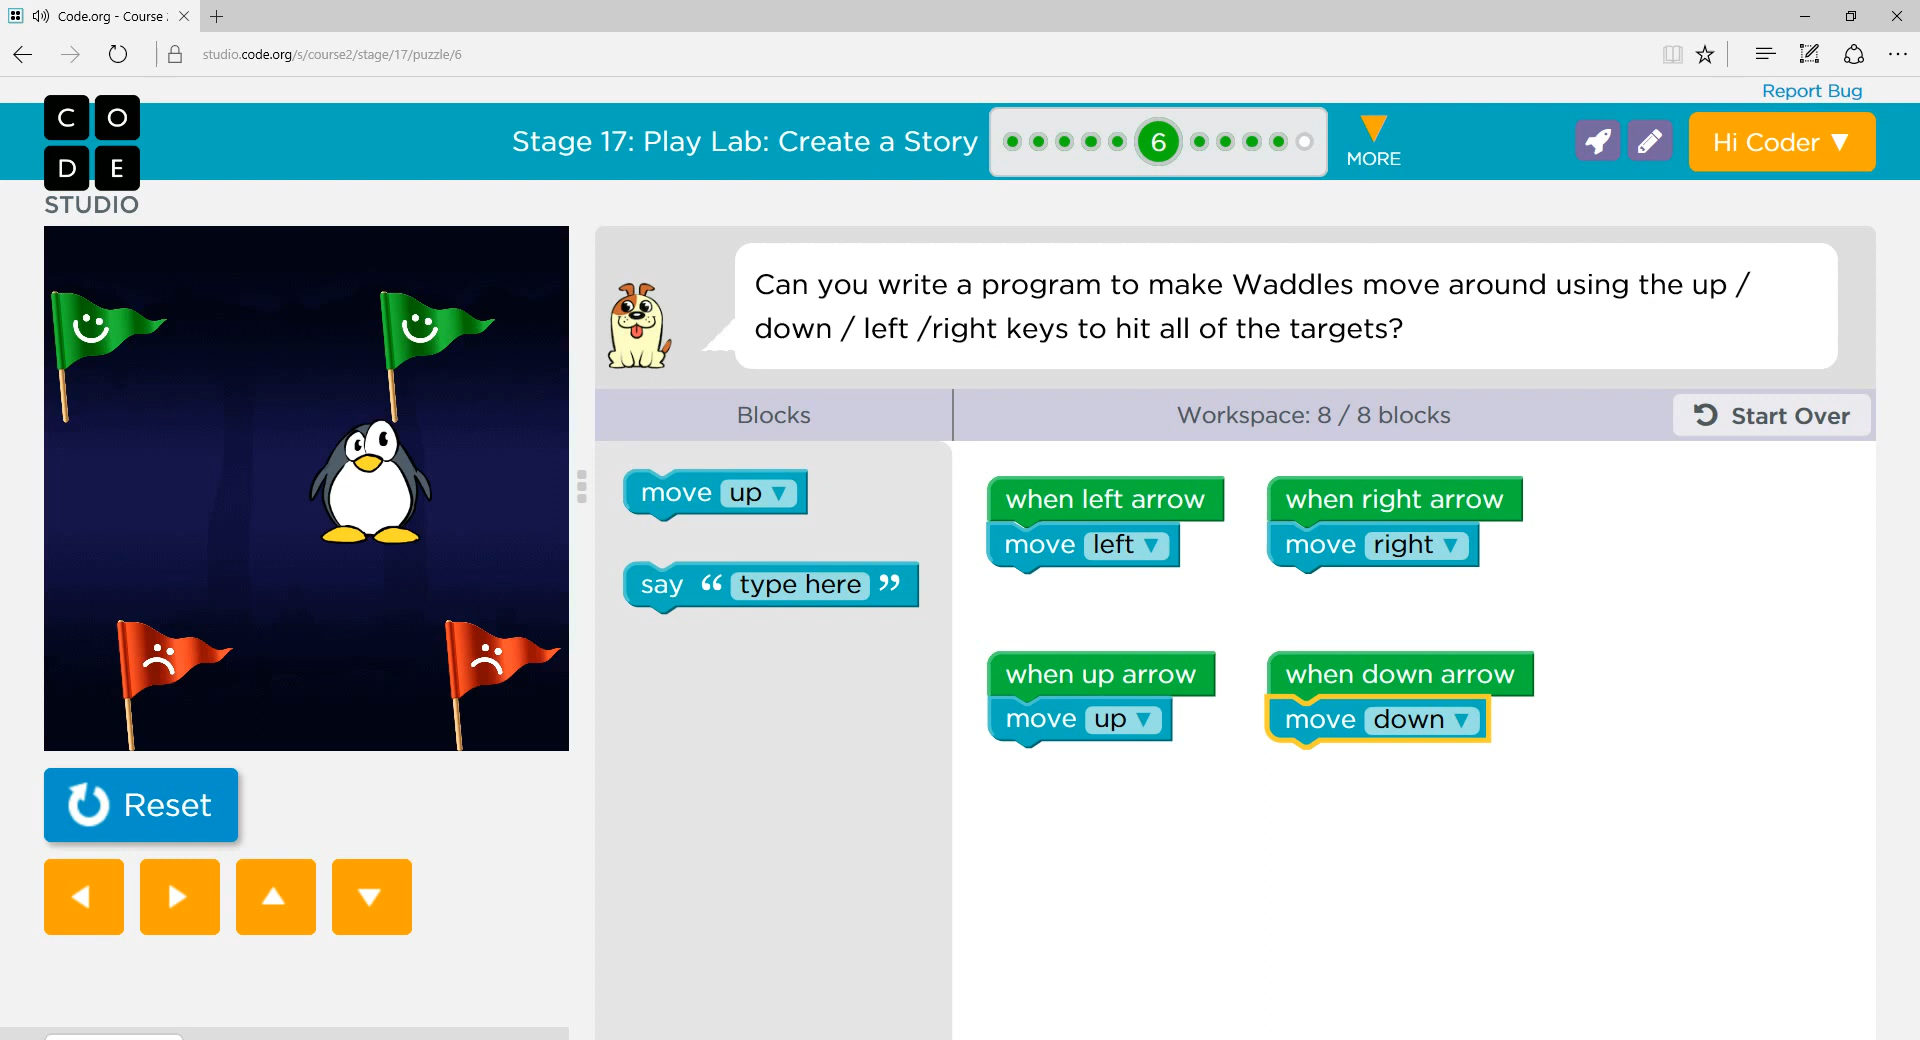 Code.org - Course
studio.code.org/s/course2/stage/17/puzzle/6
Report Bug
C O
D E
STUDIO
Stage 17: Play Lab: Create a Story
6
MORE
Hi Coder
Can you write a program to make Waddles move around using the up /
down / left /right keys to hit all of the targets?
Blocks
Workspace: 8 / 8 blocks
Start Over
move up
say “ type here ”
when left arrow
move left
when right arrow
move right
when up arrow
move up
when down arrow
move down
Reset